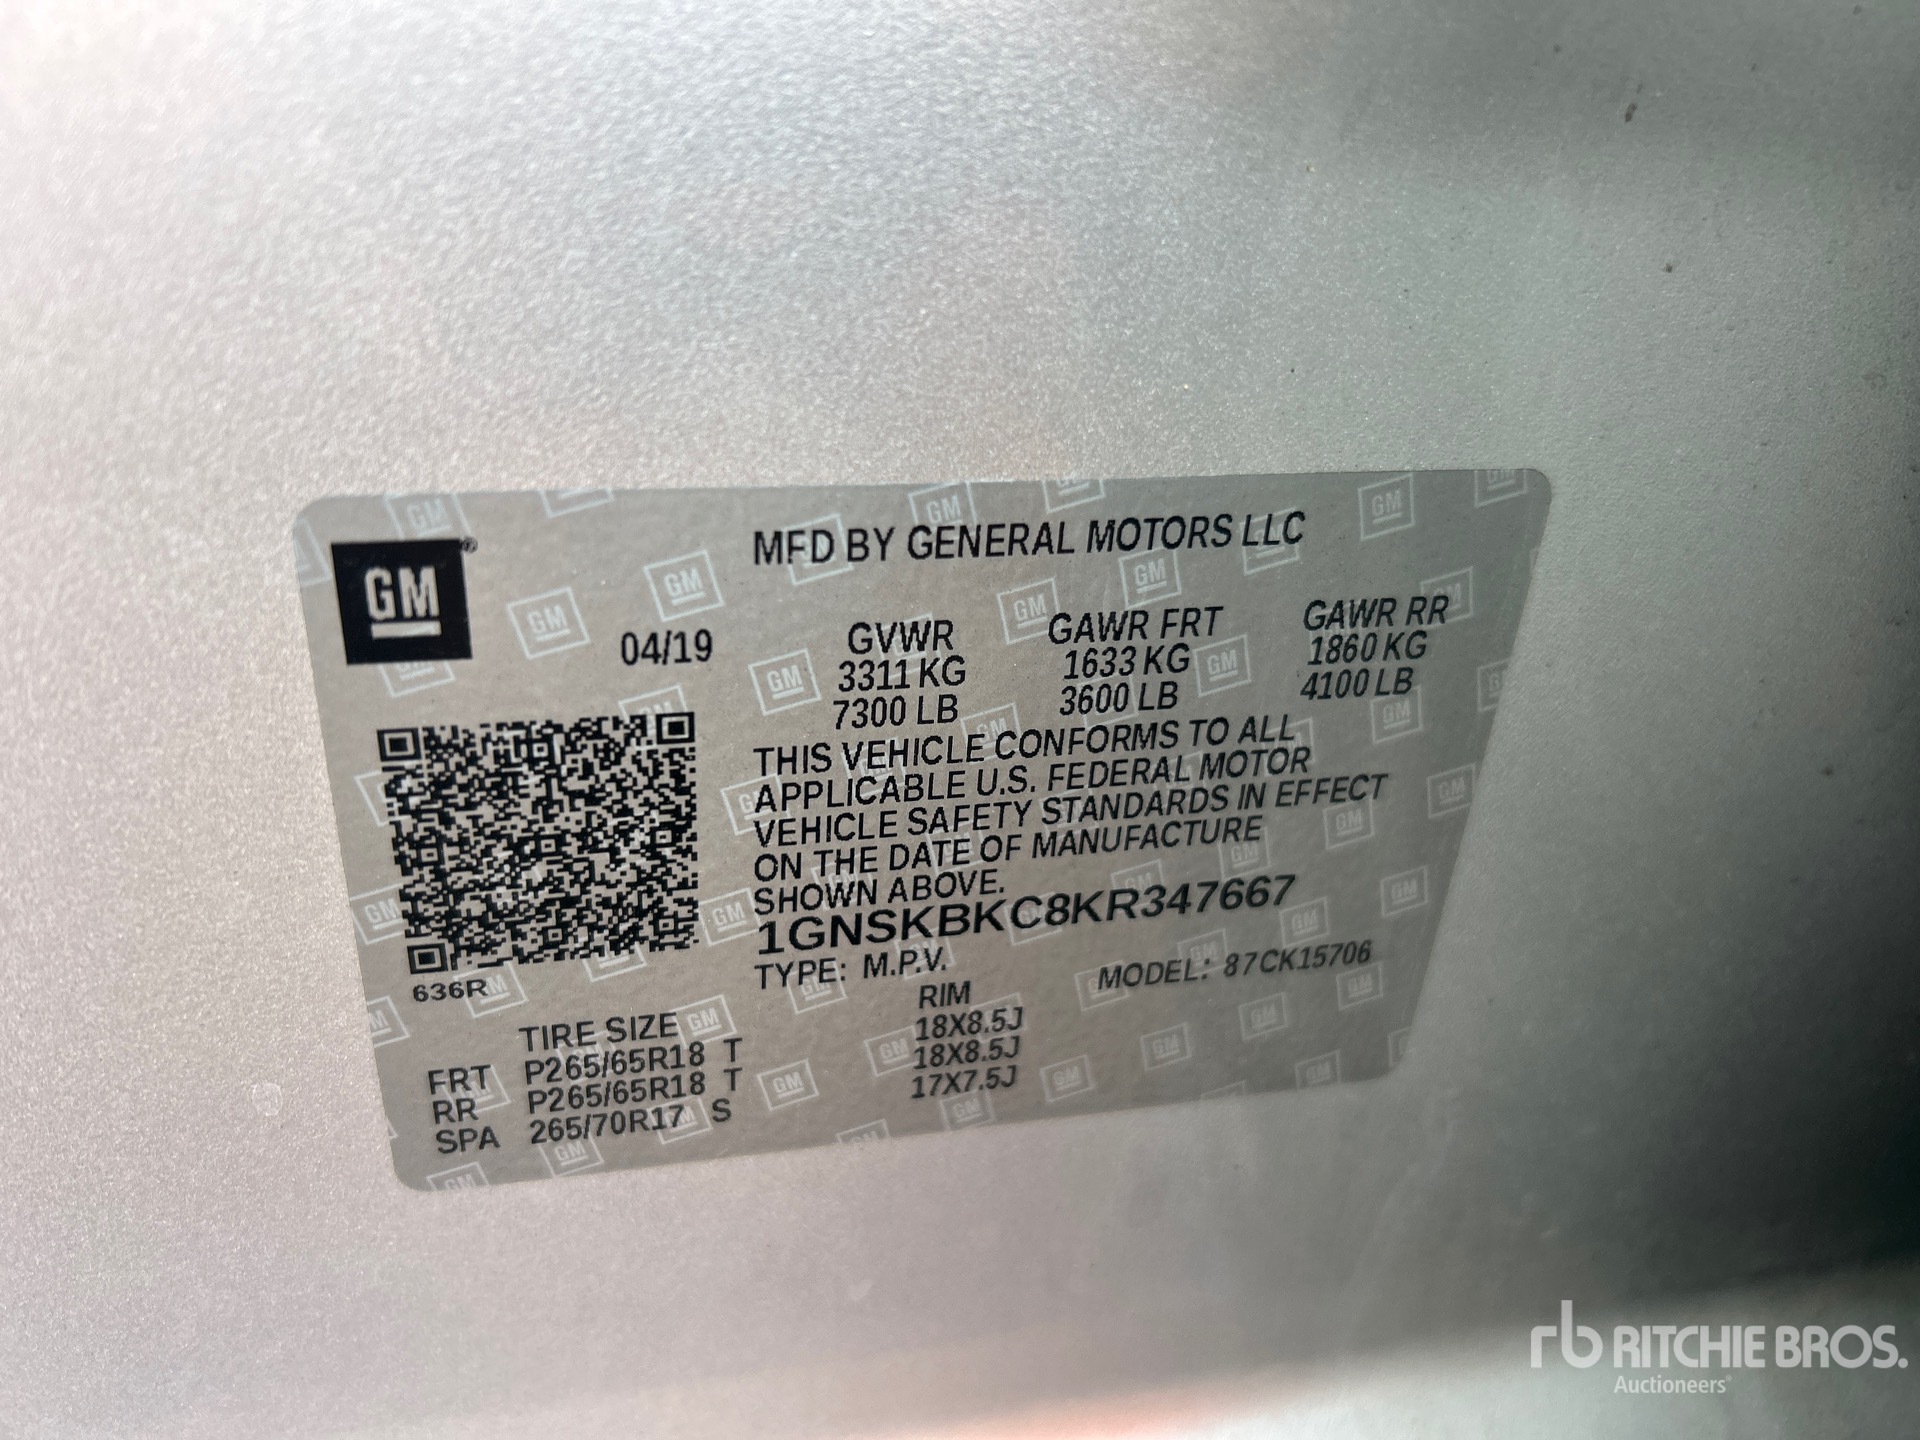 GM®
MFD BY GENERAL MOTORS LLC
04/19
GVWR GAWR FRT GAWR RR
3311 KG 1633 KG 1860 KG
7300 LB 3600 LB 4100 LB
THIS VEHICLE CONFORMS TO ALL
APPLICABLE U.S. FEDERAL MOTOR
VEHICLE SAFETY STANDARDS IN EFFECT
ON THE DATE OF MANUFACTURE
SHOWN ABOVE.
1GNSKBKC8KR347667
TYPE: M.P.V. MODEL: 87CK15706
636R
TIRE SIZE RIM
FRT P265/65R18 T 18X8.5J
RR P265/65R18 T 18X8.5J
SPA 265/70R17 S 17X7.5J
rb RITCHIE BROS.
Auctioneers®